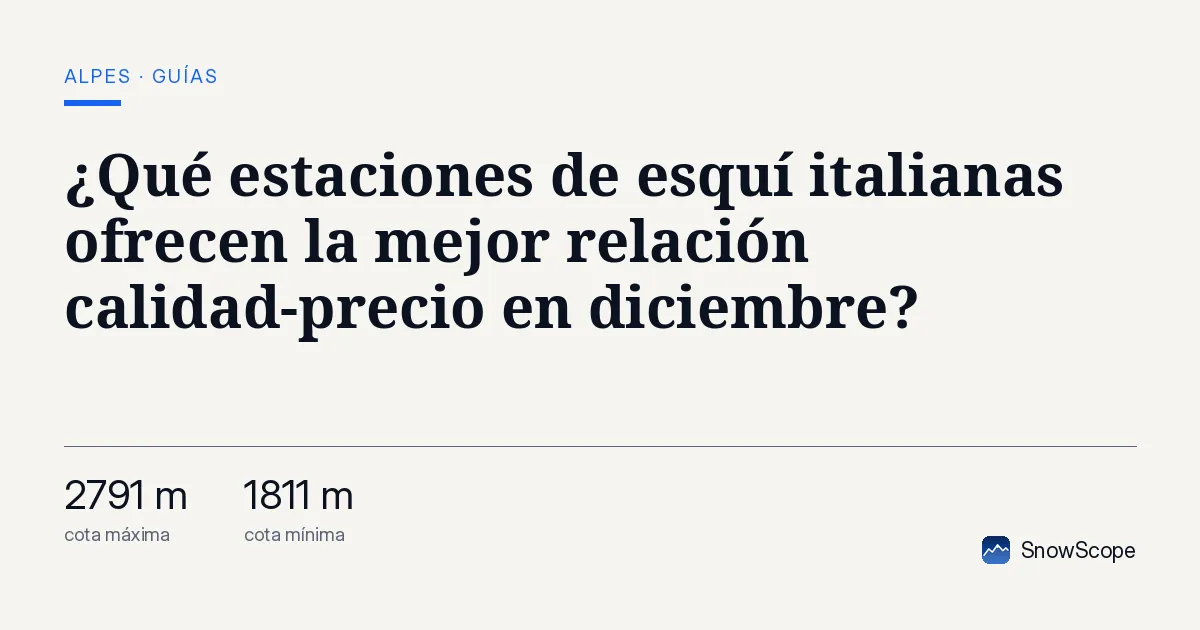 ALPES · GUÍAS
¿Qué estaciones de esquí italianas
ofrecen la mejor relación
calidad-precio en diciembre?
2791 m
1811 m
cota máxima
cota mínima
SnowScope